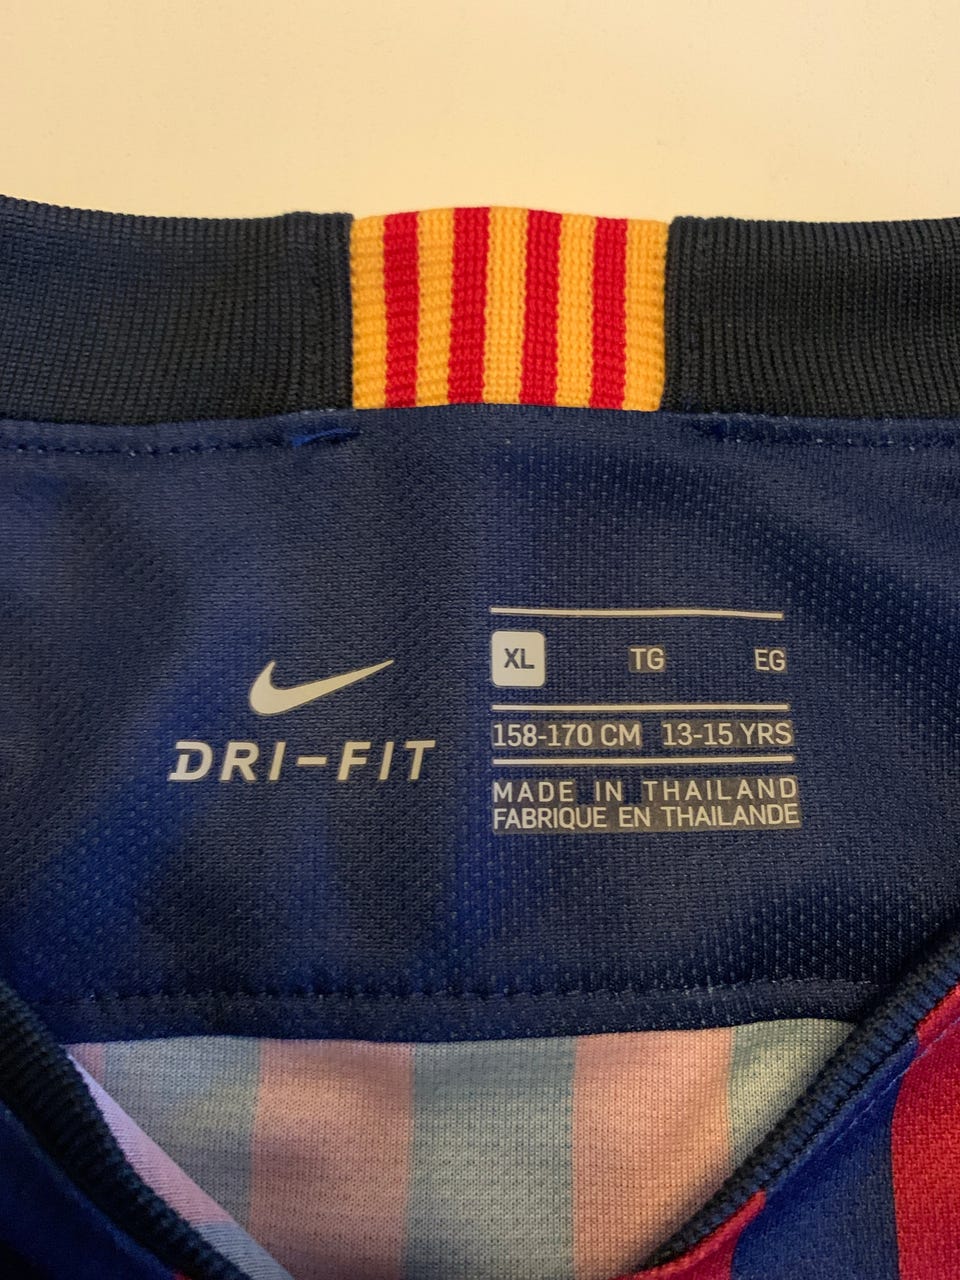 DRI-FIT
XL TG EG
158-170 CM 13-15 YRS
MADE IN THAILAND
FABRIQUE EN THAILANDE